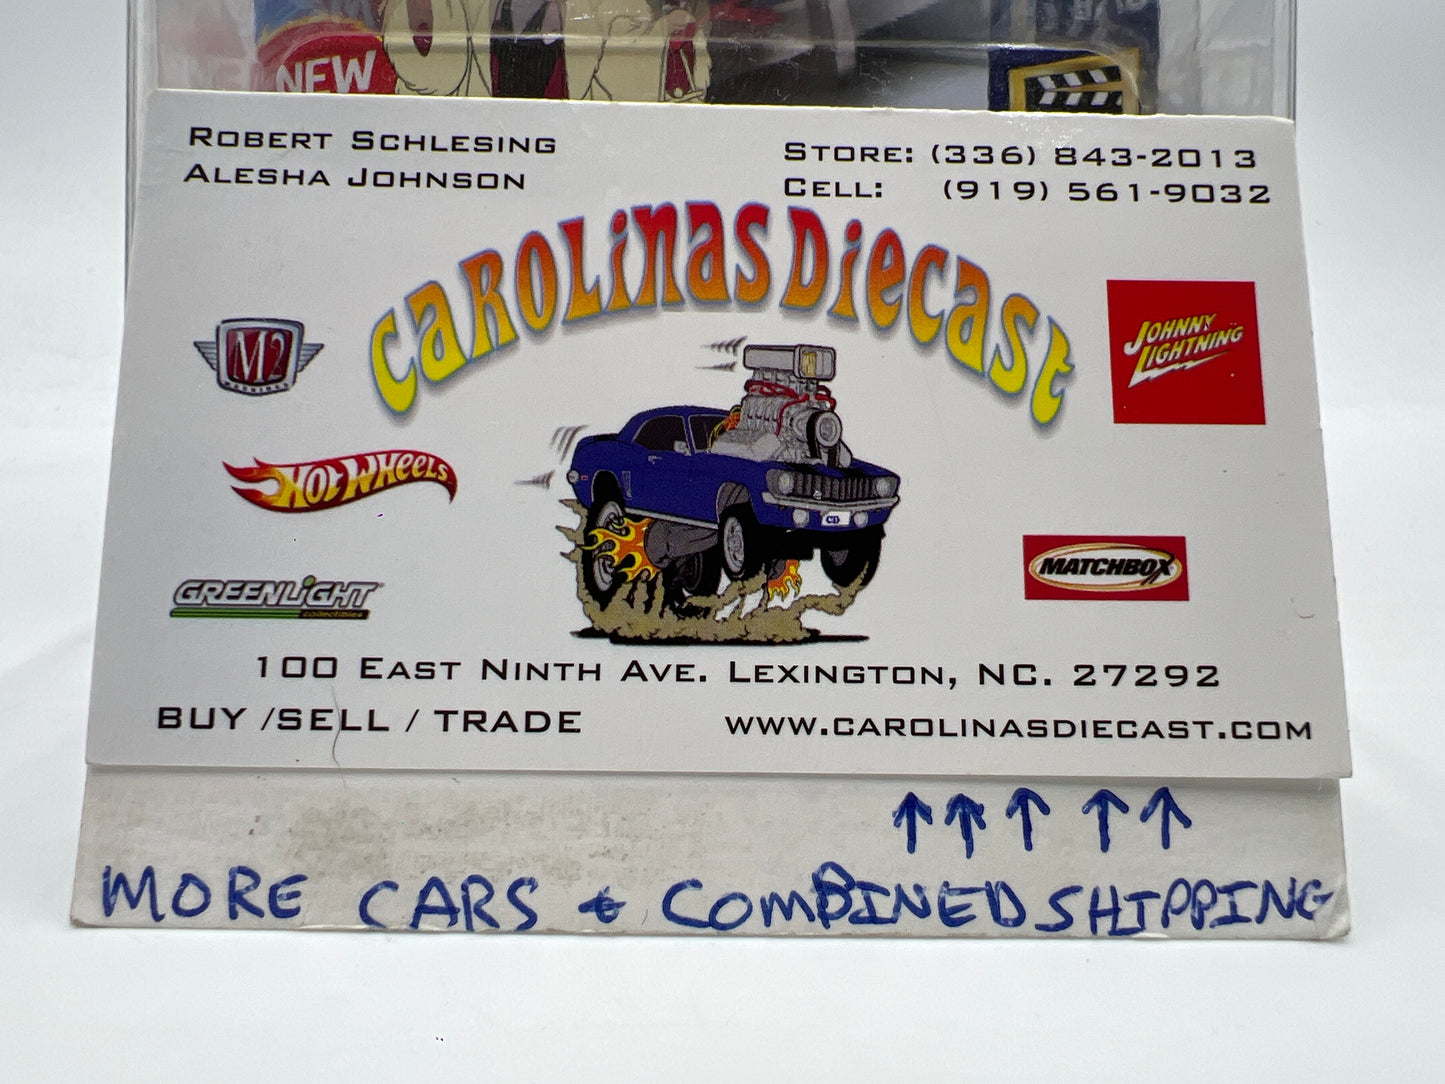 NEW
ROBERT SCHLESING
ALESHA JOHNSON
STORE: (336) 843-2013
CELL: (919) 561-9032
CAROLINAS DIECAST
M2
MACHINES
JOHNNY
LIGHTNING
HOT WHEELS
GREENLIGHT
collectibles
MATCHBOX
100 EAST NINTH AVE. LEXINGTON, NC. 27292
BUY /SELL / TRADE
WWW.CAROLINASDIECAST.COM
↑↑↑↑↑
MORE CARS & COMBINED SHIPPING